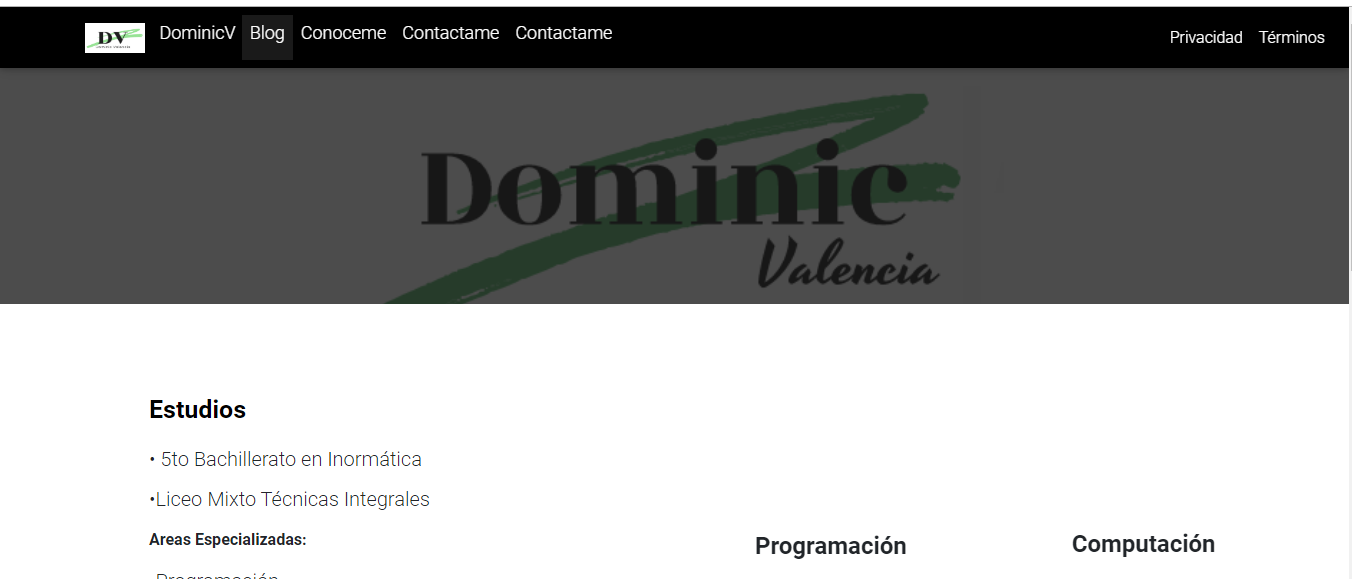 DV DominicV Blog Conoceme Contactame Contactame Privacidad Términos
Dominic
Valencia
Estudios
• 5to Bachillerato en Inormática
•Liceo Mixto Técnicas Integrales
Areas Especializadas:
Programación Computación
-Programación